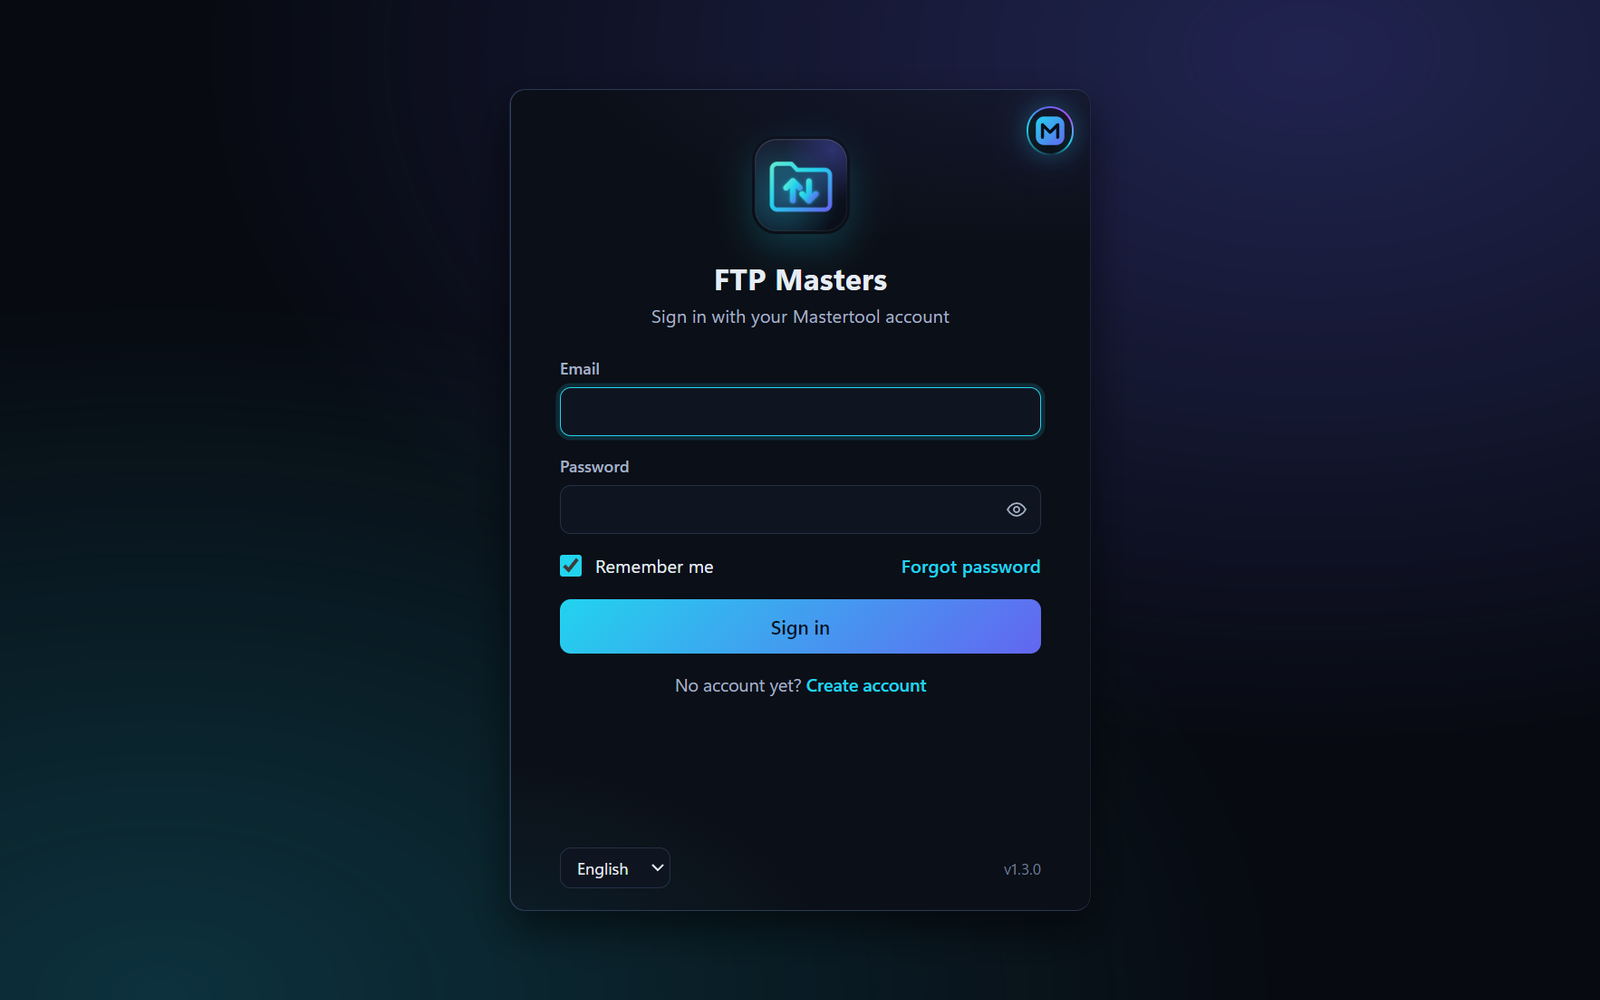 FTP Masters
Sign in with your Mastertool account
Email
Password
Remember me
Forgot password
Sign in
No account yet? Create account
English
v1.3.0